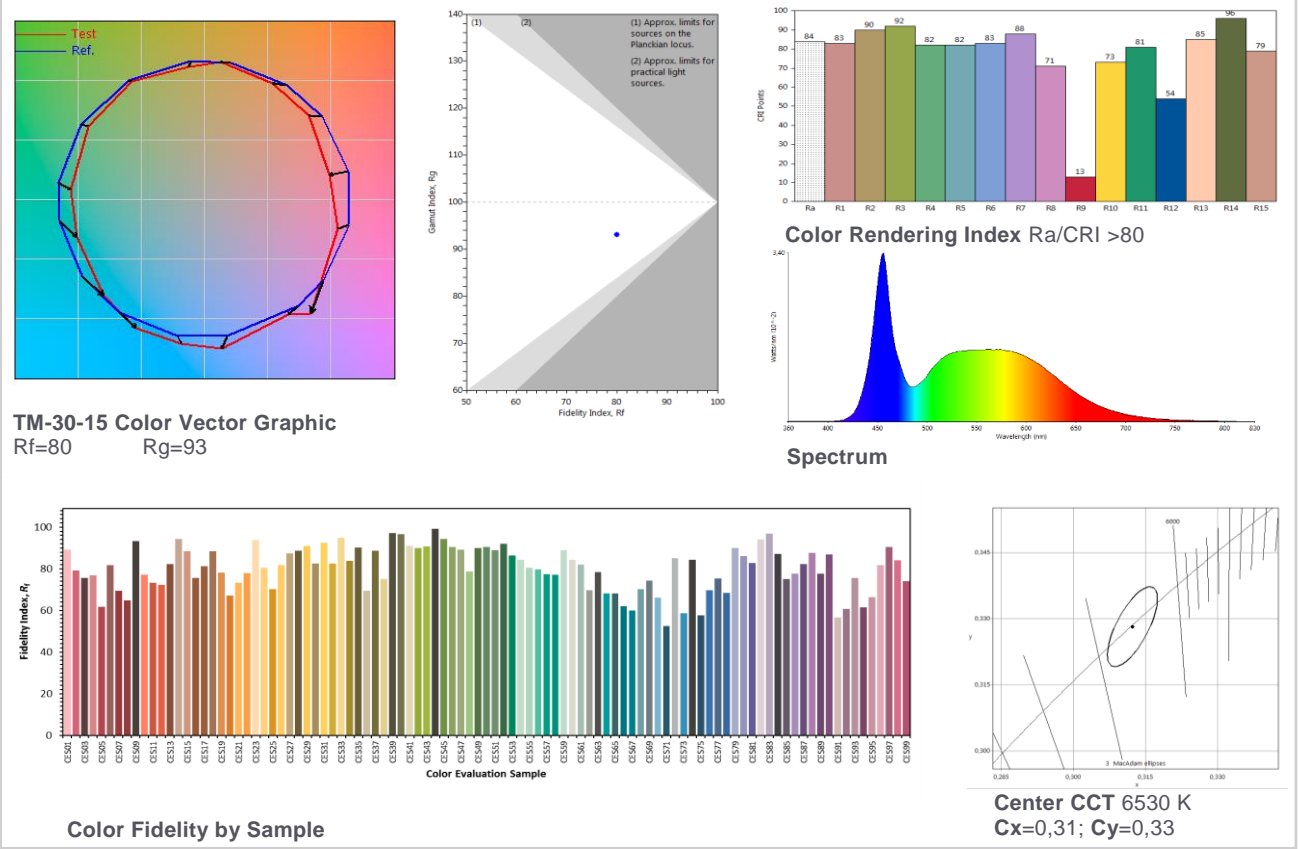 Test
Ref.
TM-30-15 Color Vector Graphic
Rf=80 Rg=93
140
130
120
110
100
90
80
70
60
Gamut Index, Rg
(1)
(2)
(1) Approx. limits for
sources on the
Planckian locus.
(2) Approx. limits for
practical light
sources.
50 60 70 80 90 100
Fidelity Index, Rf
100
90
80
70
60
50
40
30
20
10
0
CRI Points
84 83 90 92 82 82 83 88 71 13 73 81 54 85 96 79
Ra R1 R2 R3 R4 R5 R6 R7 R8 R9 R10 R11 R12 R13 R14 R15
Color Rendering Index Ra/CRI >80
3,40
Watts/nm (10^-2)
360 400 450 500 550 600 650 700 750 800 830
Wavelength (nm)
Spectrum
100
80
60
40
20
0
Fidelity Index, Rf
CES01 CES03 CES05 CES07 CES09 CES11 CES13 CES15 CES17 CES19 CES21 CES23 CES25 CES27 CES29 CES31 CES33 CES35 CES37 CES39 CES41 CES43 CES45 CES47 CES49 CES51 CES53 CES55 CES57 CES59 CES61 CES63 CES65 CES67 CES69 CES71 CES73 CES75 CES77 CES79 CES81 CES83 CES85 CES87 CES89 CES91 CES93 CES95 CES97 CES99
Color Evaluation Sample
Color Fidelity by Sample
6000
0,345
0,330
y
0,315
0,300
3 MacAdam ellipses
0,285 0,300 0,315 0,330
x
Center CCT 6530 K
Cx=0,31; Cy=0,33